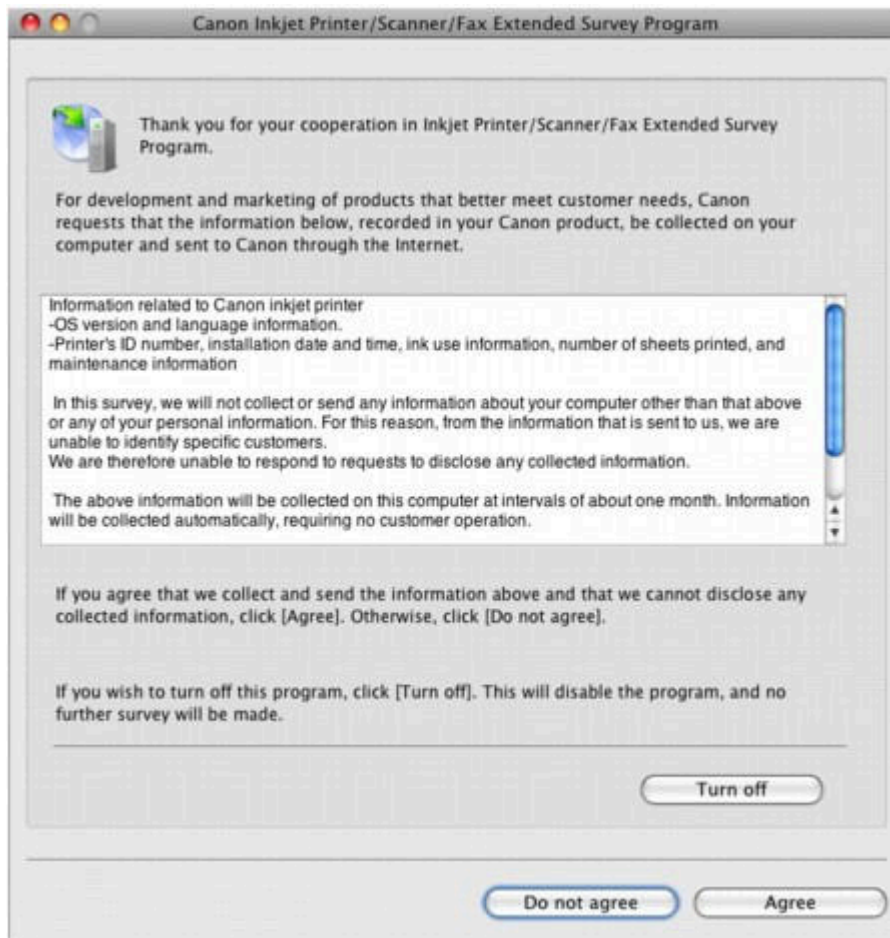 Canon Inkjet Printer/Scanner/Fax Extended Survey Program
Thank you for your cooperation in Inkjet Printer/Scanner/Fax Extended Survey
Program.
For development and marketing of products that better meet customer needs, Canon
requests that the information below, recorded in your Canon product, be collected on your
computer and sent to Canon through the Internet.
Information related to Canon inkjet printer
-OS version and language information.
-Printer's ID number, installation date and time, ink use information, number of sheets printed, and
maintenance information
In this survey, we will not collect or send any information about your computer other than that above
or any of your personal information. For this reason, from the information that is sent to us, we are
unable to identify specific customers.
We are therefore unable to respond to requests to disclose any collected information.
The above information will be collected on this computer at intervals of about one month. Information
will be collected automatically, requiring no customer operation.
If you agree that we collect and send the information above and that we cannot disclose any
collected information, click [Agree]. Otherwise, click [Do not agree].
If you wish to turn off this program, click [Turn off]. This will disable the program, and no
further survey will be made.
Turn off
Do not agree
Agree